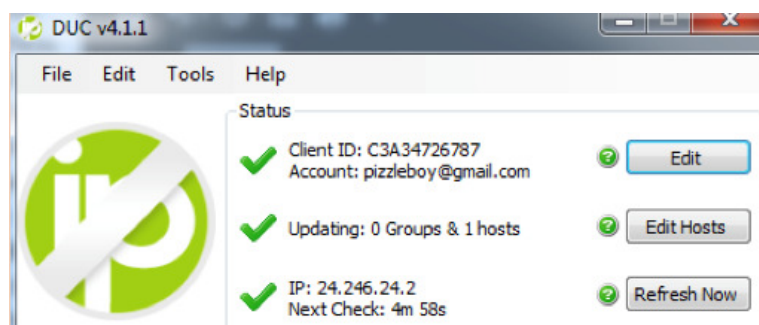 DUC v4.1.1
File Edit Tools Help
Status
Client ID: C3A34726787
Account: pizzleboy@gmail.com
Edit
Updating: 0 Groups & 1 hosts
Edit Hosts
IP: 24.246.24.2
Next Check: 4m 58s
Refresh Now
ip